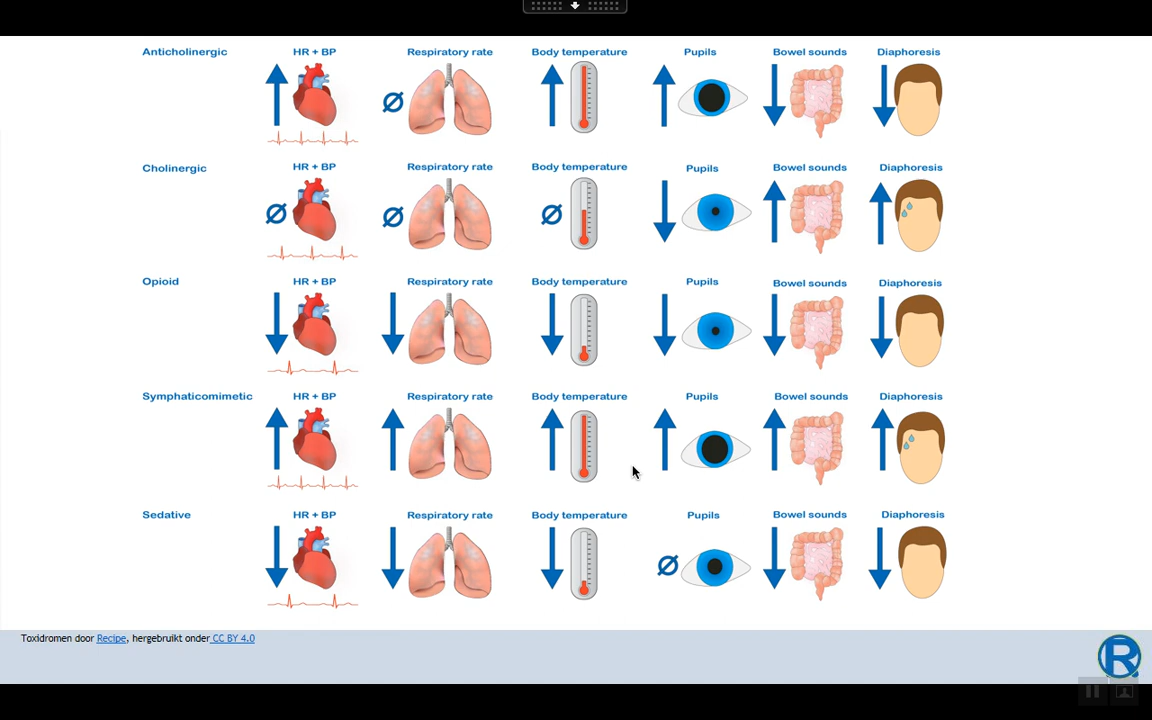 Anticholinergic HR + BP Respiratory rate Body temperature Pupils Bowel sounds Diaphoresis
Ø
Cholinergic HR + BP Respiratory rate Body temperature Pupils Bowel sounds Diaphoresis
Ø Ø Ø
Opioid HR + BP Respiratory rate Body temperature Pupils Bowel sounds Diaphoresis
Symphaticomimetic HR + BP Respiratory rate Body temperature Pupils Bowel sounds Diaphoresis
Sedative HR + BP Respiratory rate Body temperature Pupils Bowel sounds Diaphoresis
Ø
Toxidromen door Recipe, hergebruikt onder CC BY 4.0
R